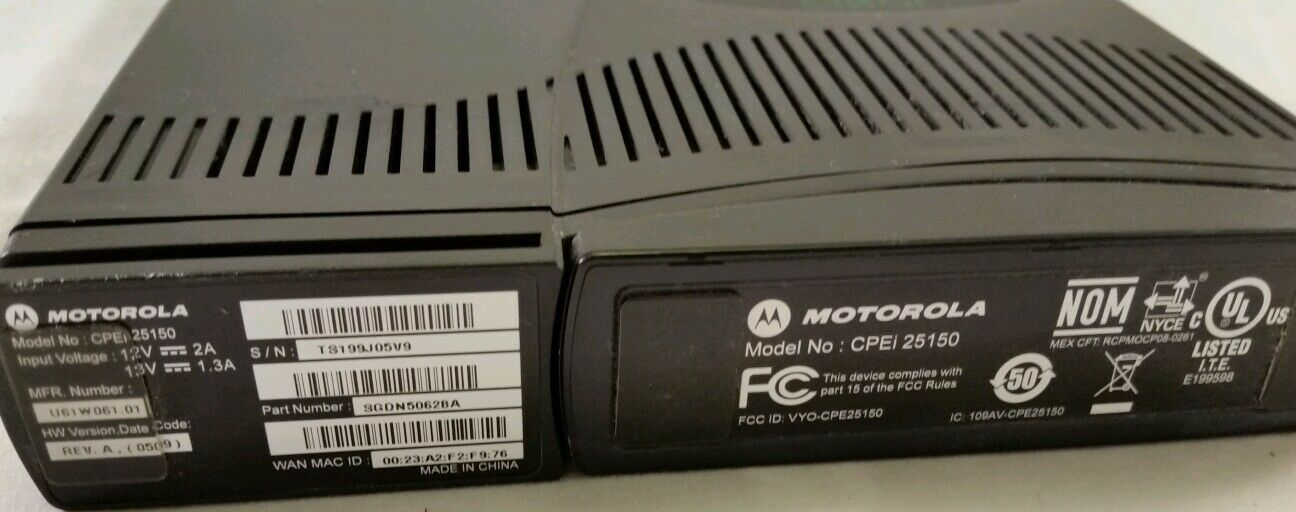 MOTOROLA
Model No : CPEi 25150
Input Voltage : 12V 2A
13V 1.3A
MFR. Number :
U61W061.01
HW Version,Date Code:
REV. A , (0509)
S/N : TS199J05V9
Part Number : SGDN5062BA
WAN MAC ID : 00:23:A2:F2:F9:76
MADE IN CHINA
MOTOROLA
Model No : CPEi 25150
FC This device complies with
part 15 of the FCC Rules
FCC ID: VYO-CPE25150
IC: 109AV-CPE25150
50
NOM
NYCE
MEX CFT: RCPMOCP08-0261
C UL US
LISTED
I.T.E.
E199598